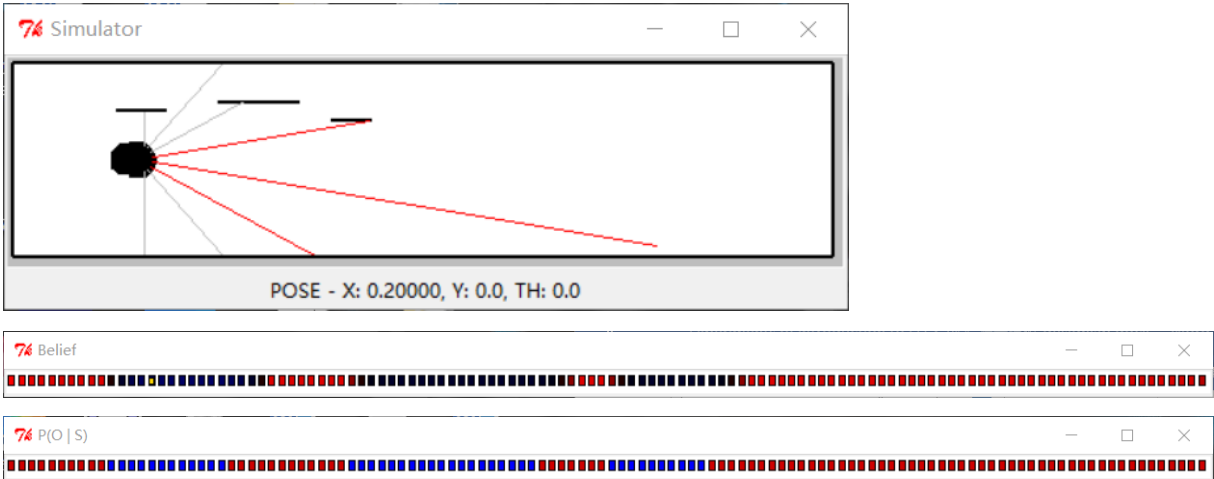 Simulator
POSE - X: 0.20000, Y: 0.0, TH: 0.0
Belief
P(O | S)